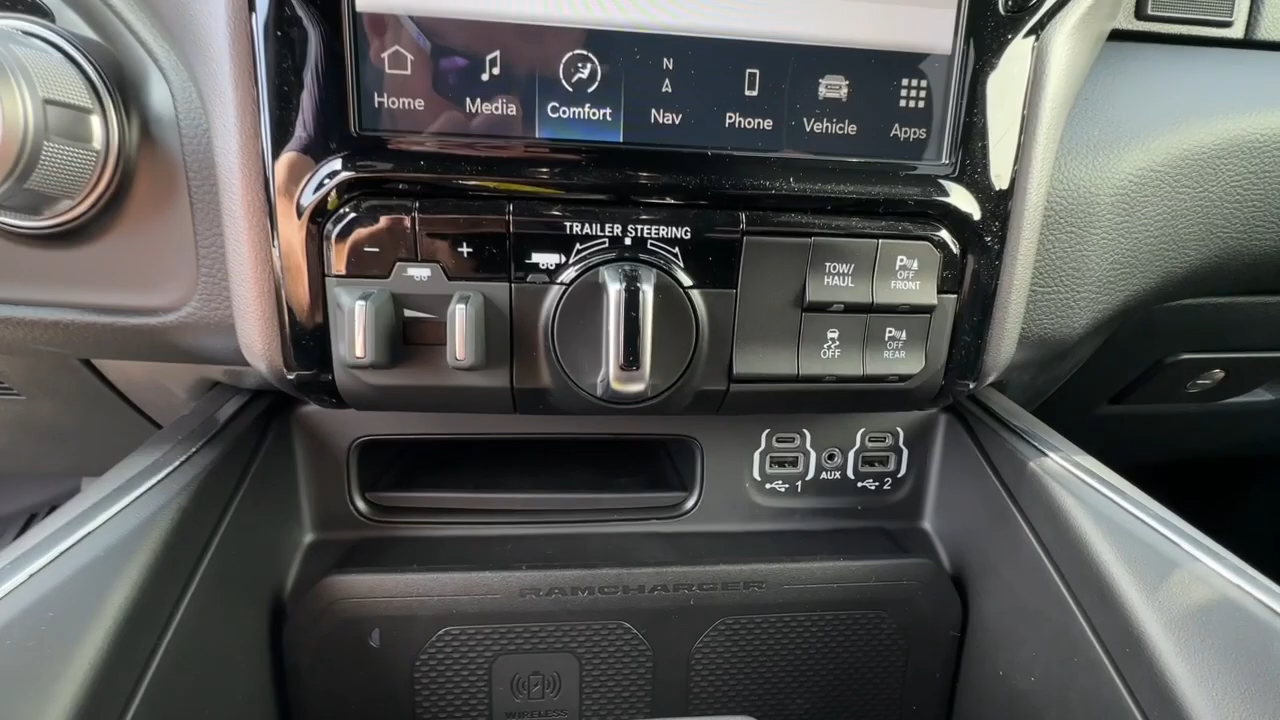 Home
Media
Comfort
N
Nav
Phone
Vehicle
Apps
−
+
TRAILER STEERING
TOW/
HAUL
P
OFF
FRONT
OFF
P
OFF
REAR
1
AUX
2
RAMCHARGER
WIRELESS